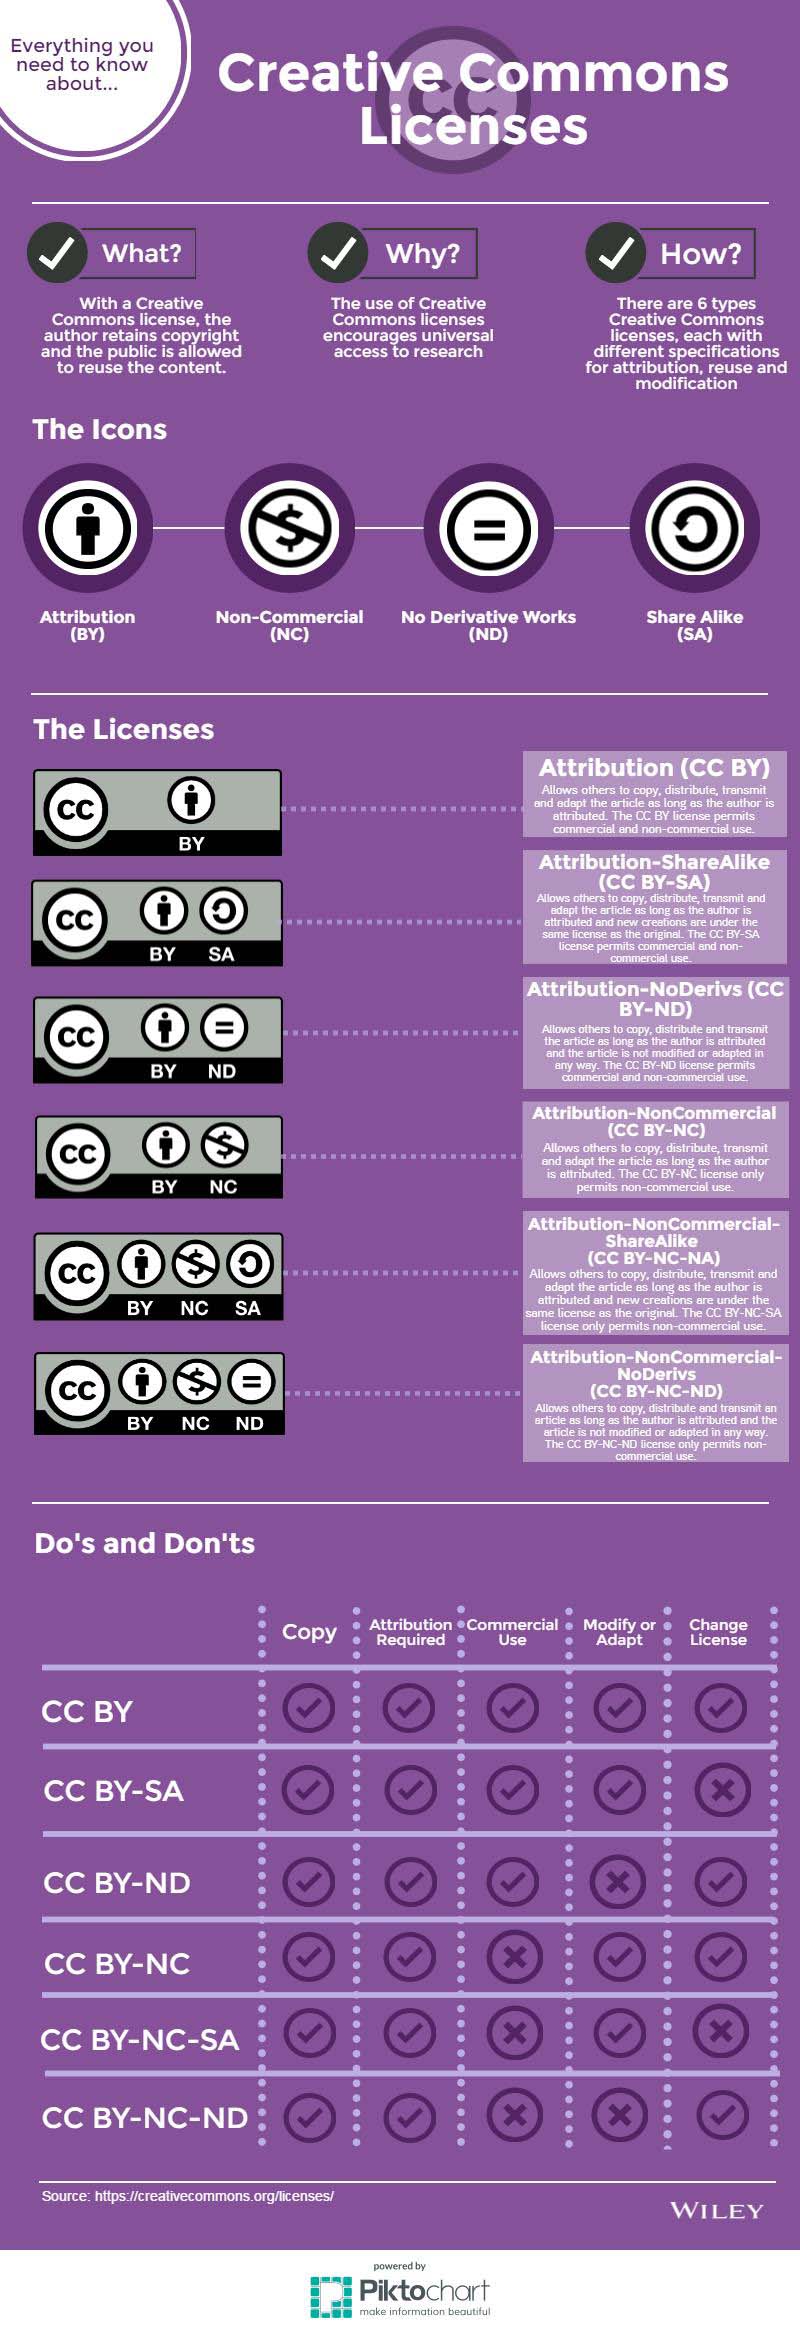 Everything you
need to know
about...
Creative Commons
Licenses
What?
With a Creative
Commons license, the
author retains copyright
and the public is allowed
to reuse the content.
Why?
The use of Creative
Commons licenses
encourages universal
access to research
How?
There are 6 types
Creative Commons
licenses, each with
different specifications
for attribution, reuse and
modification
The Icons
Attribution
(BY)
Non-Commercial
(NC)
No Derivative Works
(ND)
Share Alike
(SA)
The Licenses
CC
BY
Attribution (CC BY)
Allows others to copy, distribute, transmit
and adapt the article as long as the author is
attributed. The CC BY license permits
commercial and non-commercial use.
CC
BY SA
Attribution-ShareAlike
(CC BY-SA)
Allows others to copy, distribute, transmit and
adapt the article as long as the author is
attributed and new creations are under the
same license as the original. The CC BY-SA
license permits commercial and non-
commercial use.
CC
BY ND
Attribution-NoDerivs (CC
BY-ND)
Allows others to copy, distribute and transmit
the article as long as the author is attributed
and the article is not modified or adapted in
any way. The CC BY-ND license permits
commercial and non-commercial use.
CC
BY NC
Attribution-NonCommercial
(CC BY-NC)
Allows others to copy, distribute, transmit
and adapt the article as long as the author
is attributed. The CC BY-NC license only
permits non-commercial use.
CC
BY NC SA
Attribution-NonCommercial-
ShareAlike
(CC BY-NC-NA)
Allows others to copy, distribute, transmit and
adapt the article as long as the author is
attributed and new creations are under the
same license as the original. The CC BY-NC-SA
license only permits non-commercial use.
CC
BY NC ND
Attribution-NonCommercial-
NoDerivs
(CC BY-NC-ND)
Allows others to copy, distribute and transmit an
article as long as the author is attributed and the
article is not modified or adapted in any way.
The CC BY-NC-ND license only permits non-
commercial use.
Do's and Don'ts
Copy
Attribution
Required
Commercial
Use
Modify or
Adapt
Change
License
CC BY
CC BY-SA
CC BY-ND
CC BY-NC
CC BY-NC-SA
CC BY-NC-ND
Source: https://creativecommons.org/licenses/
WILEY
powered by
Piktochart
make information beautiful